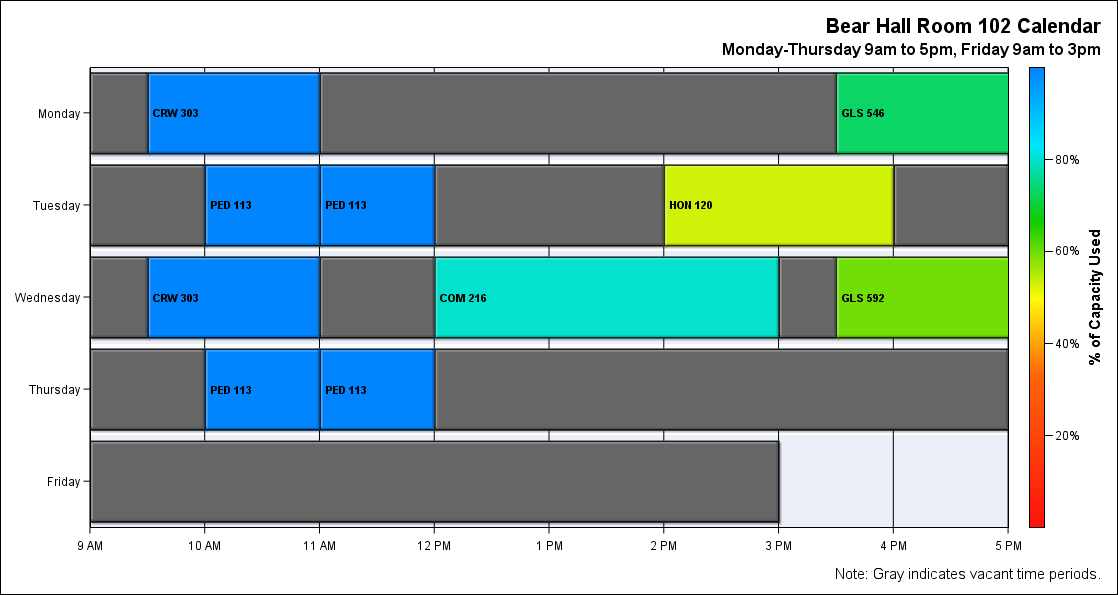 Bear Hall Room 102 Calendar
Monday-Thursday 9am to 5pm, Friday 9am to 3pm
Monday
CRW 303
GLS 546
80%
Tuesday
PED 113
PED 113
HON 120
60%
% of Capacity Used
Wednesday
CRW 303
COM 216
GLS 592
40%
Thursday
PED 113
PED 113
20%
Friday
9 AM
10 AM
11 AM
12 PM
1 PM
2 PM
3 PM
4 PM
5 PM
Note: Gray indicates vacant time periods.